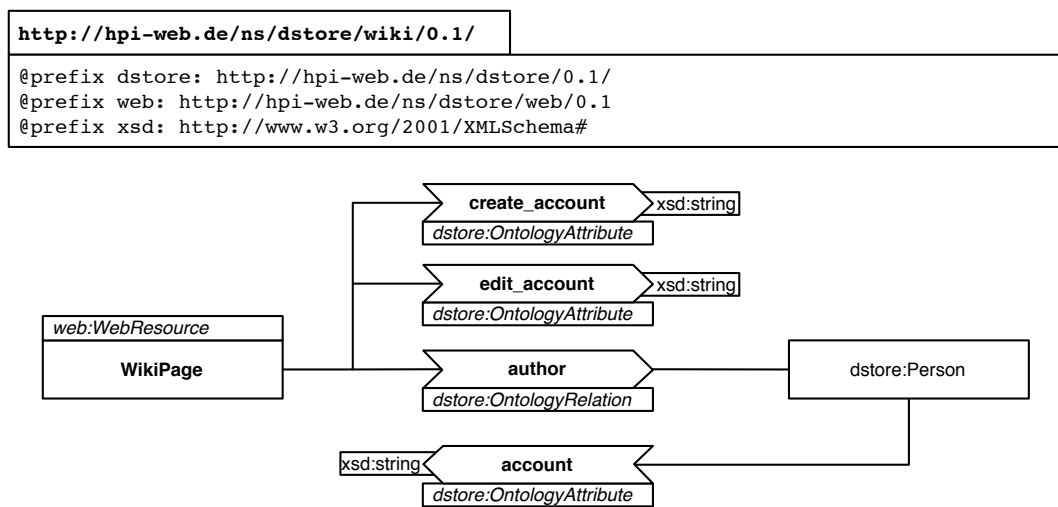 http://hpi-web.de/ns/dstore/wiki/0.1/
@prefix dstore: http://hpi-web.de/ns/dstore/0.1/
@prefix web: http://hpi-web.de/ns/dstore/web/0.1
@prefix xsd: http://www.w3.org/2001/XMLSchema#
create_account
xsd:string
dstore:OntologyAttribute
edit_account
xsd:string
dstore:OntologyAttribute
web:WebResource
WikiPage
author
dstore:OntologyRelation
dstore:Person
xsd:string
account
dstore:OntologyAttribute